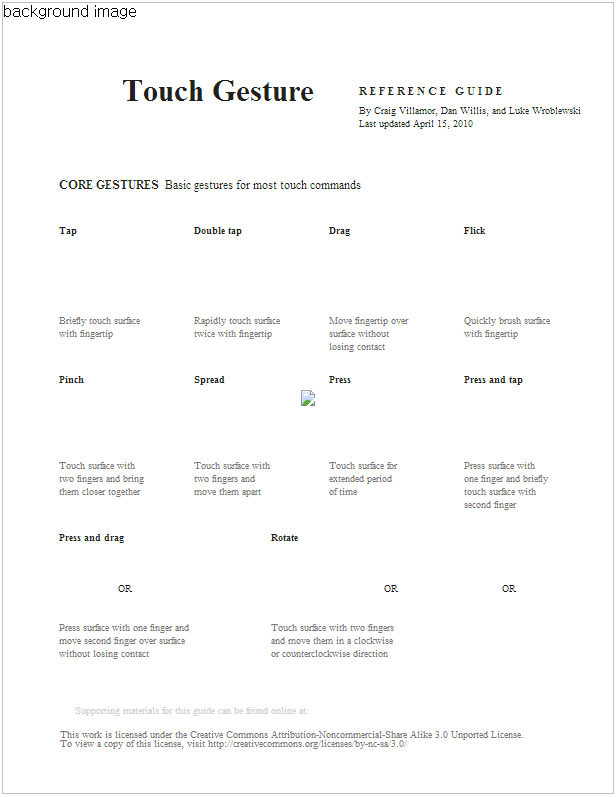 background image
Touch Gesture
REFERENCE GUIDE
By Craig Villamor, Dan Willis, and Luke Wroblewski
Last updated April 15, 2010
CORE GESTURES Basic gestures for most touch commands
Tap
Briefly touch surface
with fingertip
Double tap
Rapidly touch surface
twice with fingertip
Drag
Move fingertip over
surface without
losing contact
Flick
Quickly brush surface
with fingertip
Pinch
Touch surface with
two fingers and bring
them closer together
Spread
Touch surface with
two fingers and
move them apart
Press
Touch surface for
extended period
of time
Press and tap
Press surface with
one finger and briefly
touch surface with
second finger
Press and drag
OR
Press surface with one finger and
move second finger over surface
without losing contact
Rotate
OR
OR
Touch surface with two fingers
and move them in a clockwise
or counterclockwise direction
Supporting materials for this guide can be found online at:
This work is licensed under the Creative Commons Attribution-Noncommercial-Share Alike 3.0 Unported License.
To view a copy of this license, visit http://creativecommons.org/licenses/by-nc-sa/3.0/